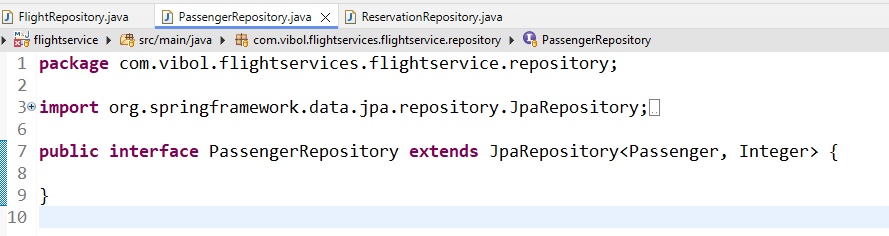 FlightRepository.java PassengerRepository.java ReservationRepository.java
flightservice src/main/java com.vibol.flightservices.flightservice.repository PassengerRepository
1 package com.vibol.flightservices.flightservice.repository;
2
3 import org.springframework.data.jpa.repository.JpaRepository;
6
7 public interface PassengerRepository extends JpaRepository<Passenger, Integer> {
8
9 }
10